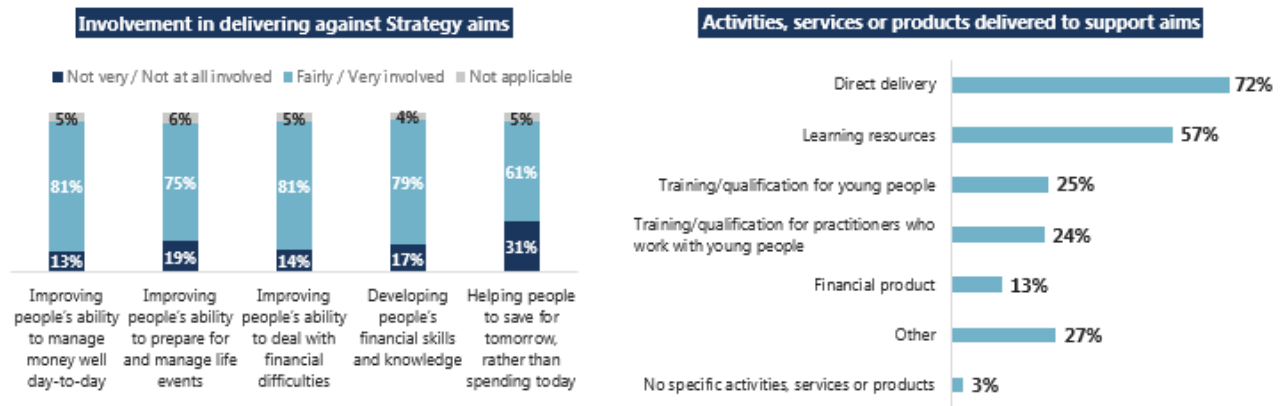 Involvement in delivering against Strategy aims
Not very / Not at all involved Fairly / Very involved Not applicable
5% 6% 5% 4% 5%
81% 75% 81% 79% 61%
13% 19% 14% 17% 31%
Improving people's ability to manage money well day-to-day
Improving people's ability to prepare for and manage life events
Improving people's ability to deal with financial difficulties
Developing people's financial skills and knowledge
Helping people to save for tomorrow, rather than spending today
Activities, services or products delivered to support aims
Direct delivery 72%
Learning resources 57%
Training/qualification for young people 25%
Training/qualification for practitioners who
work with young people 24%
Financial product 13%
Other 27%
No specific activities, services or products 3%